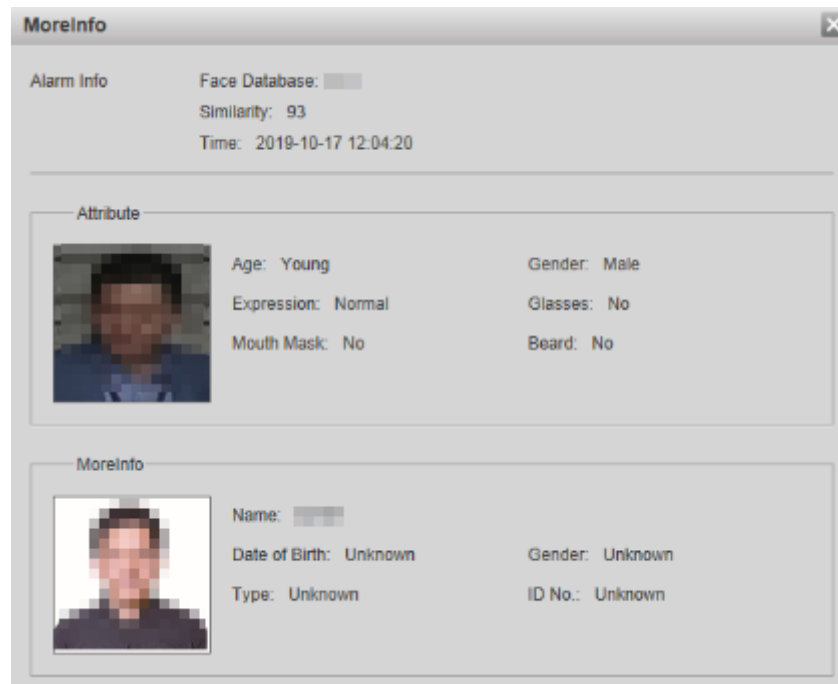 MoreInfo
Alarm Info Face Database:
Similarity: 93
Time: 2019-10-17 12:04:20
Attribute
Age: Young Gender: Male
Expression: Normal Glasses: No
Mouth Mask: No Beard: No
MoreInfo
Name:
Date of Birth: Unknown Gender: Unknown
Type: Unknown ID No.: Unknown